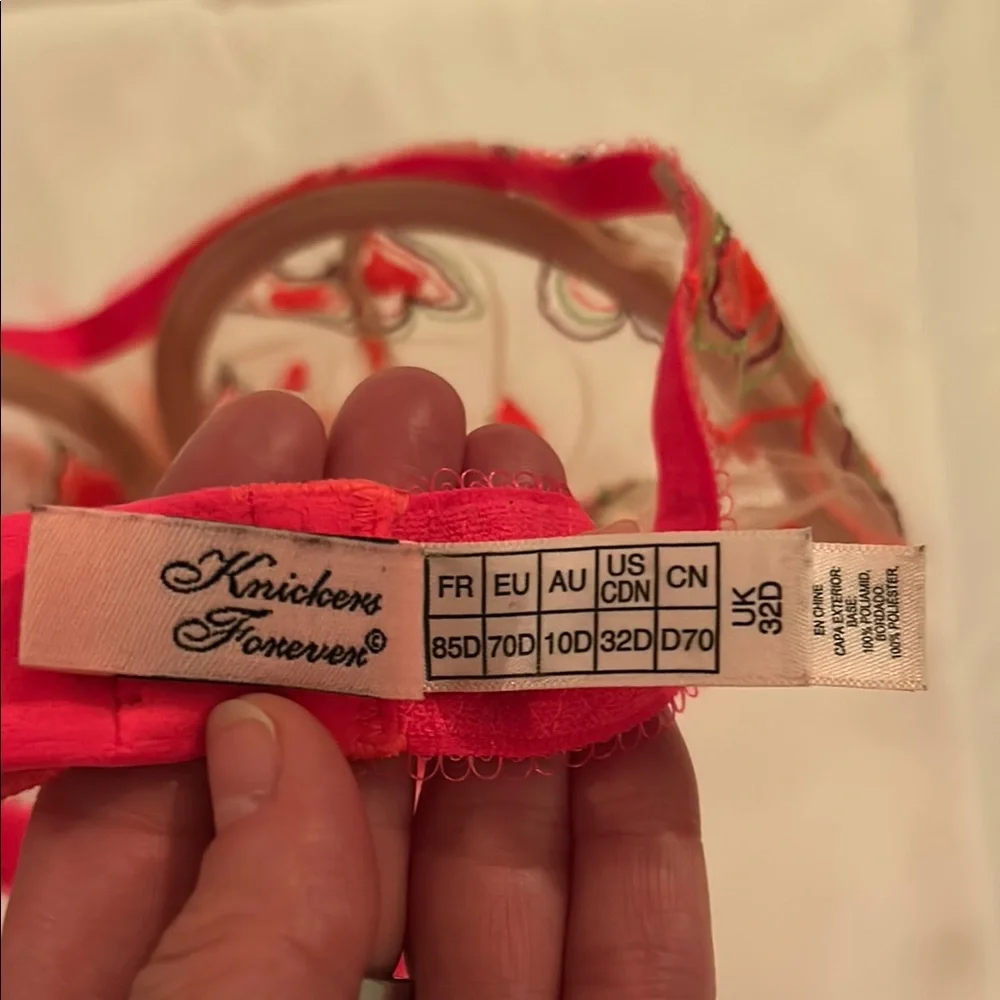 Knickers
Forever©
FR EU AU US CDN CN
85D 70D 10D 32D D70
UK
32D
EN CHINE
CAPA EXTERIOR:
BASE:
100% POLIAMID,
BORDADO:
100% POLIESTER,